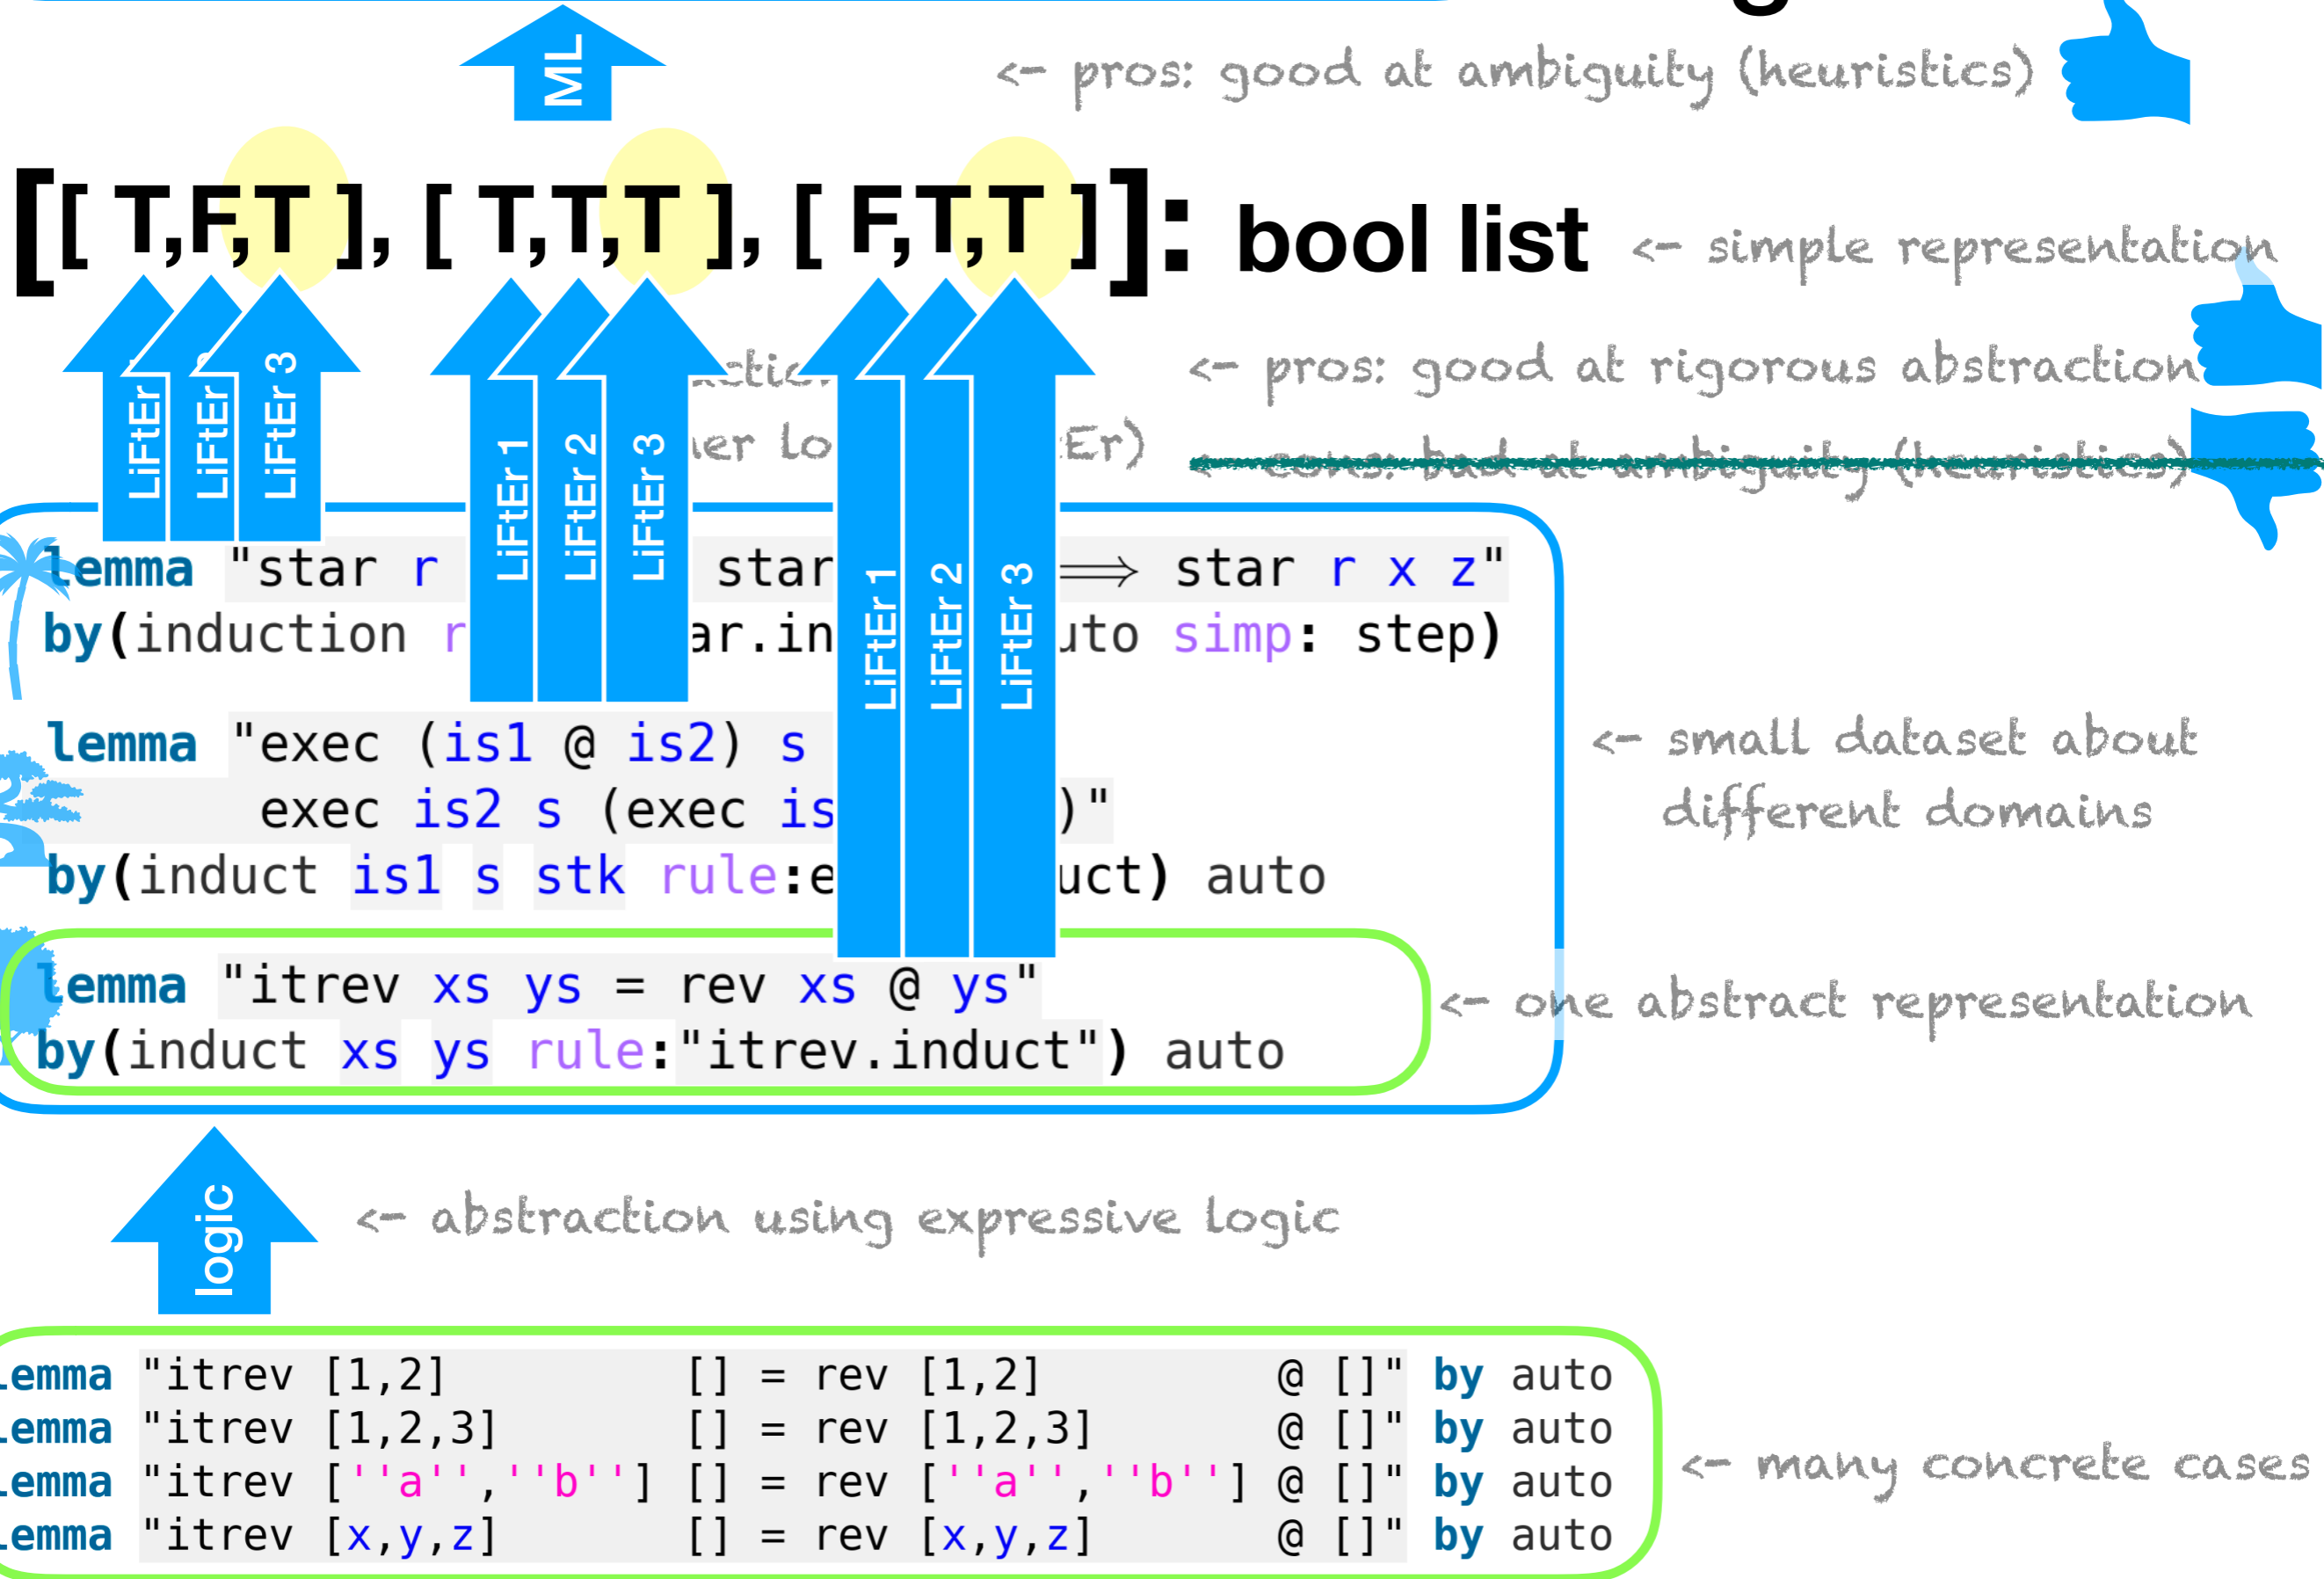 ML
<- pros: good at ambiguity (heuristics)
[[ T,F,T ], [ T,T,T ], [ F,T,T ]]: bool list
<- simple representation
<- pros: good at rigorous abstraction
<- cons: bad at ambiguity (heuristics)
LiFtEr
LiFtEr
LiFtEr 3
LiFtEr 1
LiFtEr 2
LiFtEr 3
LiFtEr 1
LiFtEr 2
LiFtEr 3
lemma "star r star ⟹ star r x z"
by(induction simp: step)
lemma "exec (is1 @ is2) s
exec is2 s (exec )"
by(induct is1 s stk rule: ) auto
<- small dataset about
different domains
lemma "itrev xs ys = rev xs @ ys"
by(induct xs ys rule:"itrev.induct") auto
<- one abstract representation
logic
<- abstraction using expressive logic
lemma "itrev [1,2] [] = rev [1,2] @ []" by auto
lemma "itrev [1,2,3] [] = rev [1,2,3] @ []" by auto
lemma "itrev [''a'',''b''] [] = rev [''a'',''b''] @ []" by auto
lemma "itrev [x,y,z] [] = rev [x,y,z] @ []" by auto
<- many concrete cases